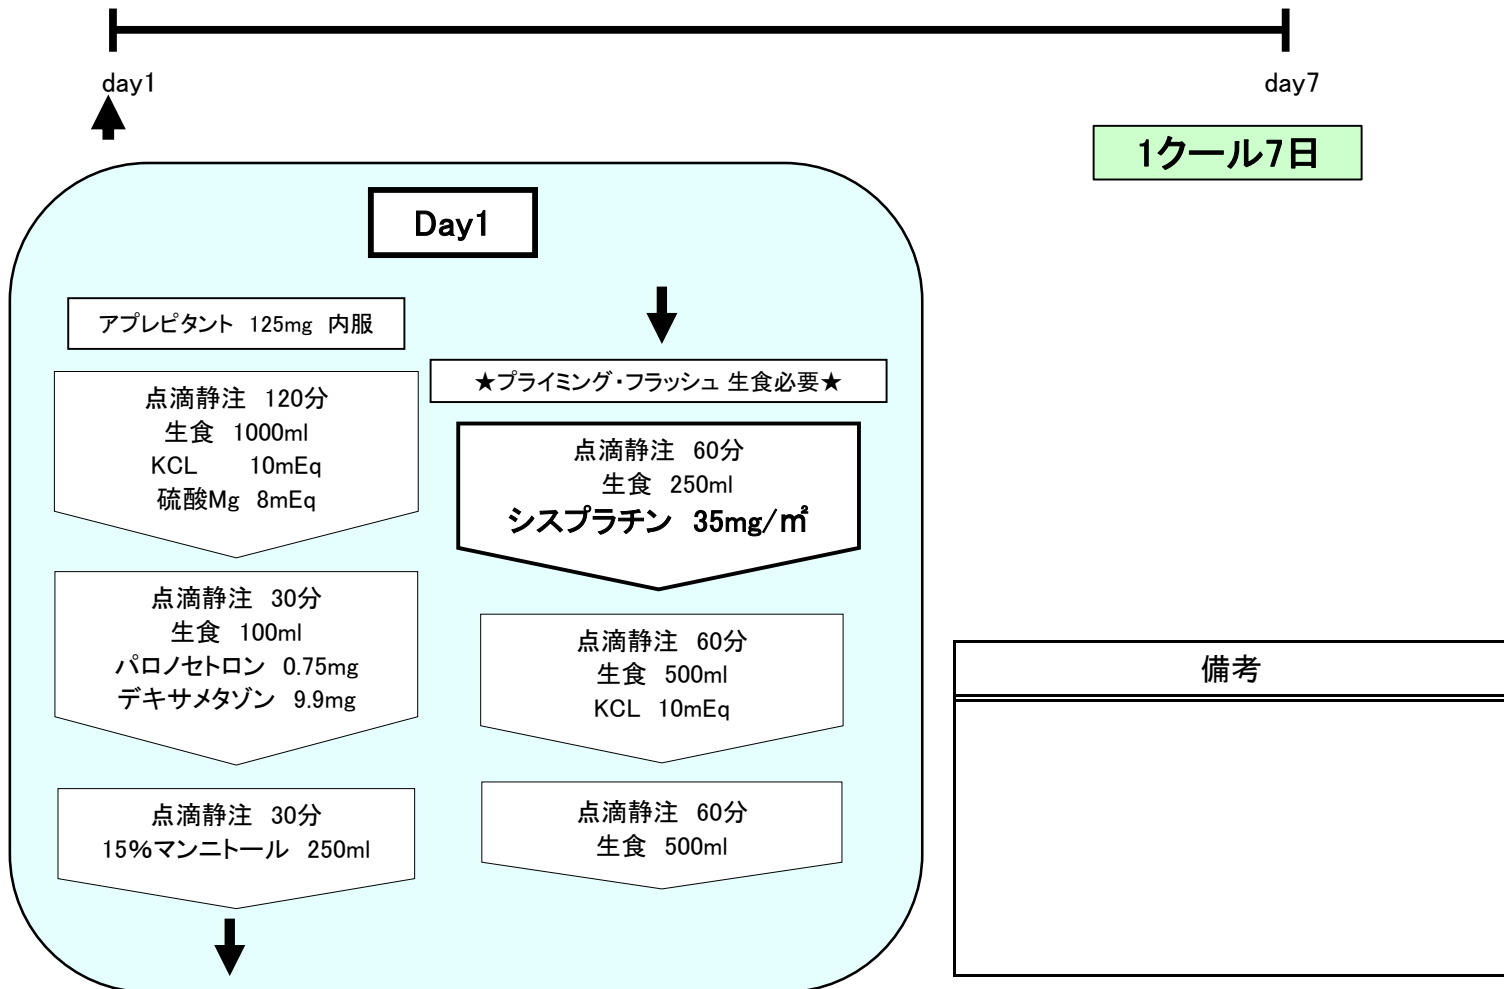 day1
day7
1クール7日
Day1
アプレピタント 125mg 内服
点滴静注 120分
生食 1000ml
KCL 10mEq
硫酸Mg 8mEq
点滴静注 30分
生食 100ml
パロノセトロン 0.75mg
デキサメタゾン 9.9mg
点滴静注 30分
15%マンニトール 250ml
★プライミング・フラッシュ 生食必要★
点滴静注 60分
生食 250ml
シスプラチン 35mg/㎡
点滴静注 60分
生食 500ml
KCL 10mEq
点滴静注 60分
生食 500ml
備考